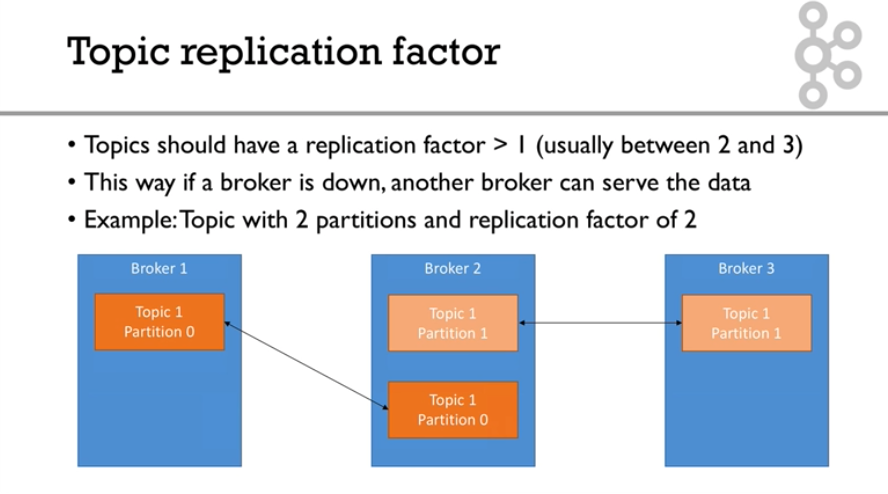 Topic replication factor
• Topics should have a replication factor > 1 (usually between 2 and 3)
• This way if a broker is down, another broker can serve the data
• Example: Topic with 2 partitions and replication factor of 2
Broker 1
Topic 1
Partition 0
Broker 2
Topic 1
Partition 1
Topic 1
Partition 0
Broker 3
Topic 1
Partition 1